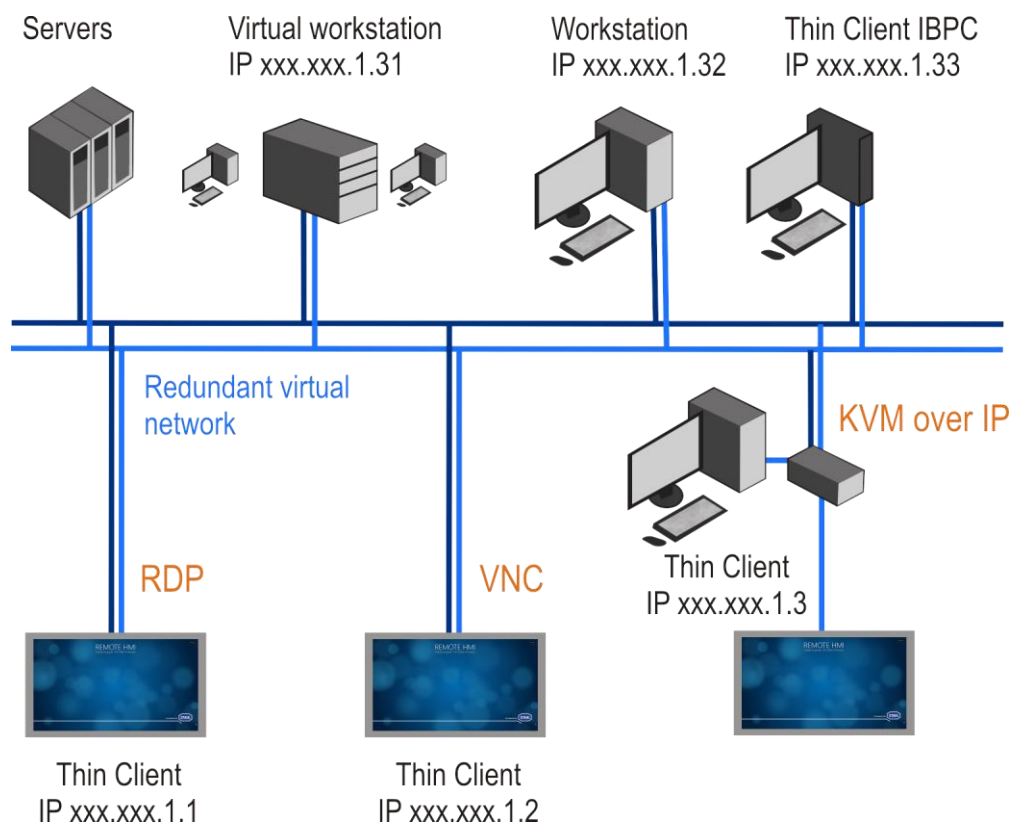 Servers
Virtual workstation
IP xxx.xxx.1.31
Workstation
IP xxx.xxx.1.32
Thin Client IBPC
IP xxx.xxx.1.33
Redundant virtual
network
KVM over IP
RDP
VNC
Thin Client
IP xxx.xxx.1.3
REMOTE HMI
REMOTE HMI
REMOTE HMI
Thin Client
IP xxx.xxx.1.1
Thin Client
IP xxx.xxx.1.2